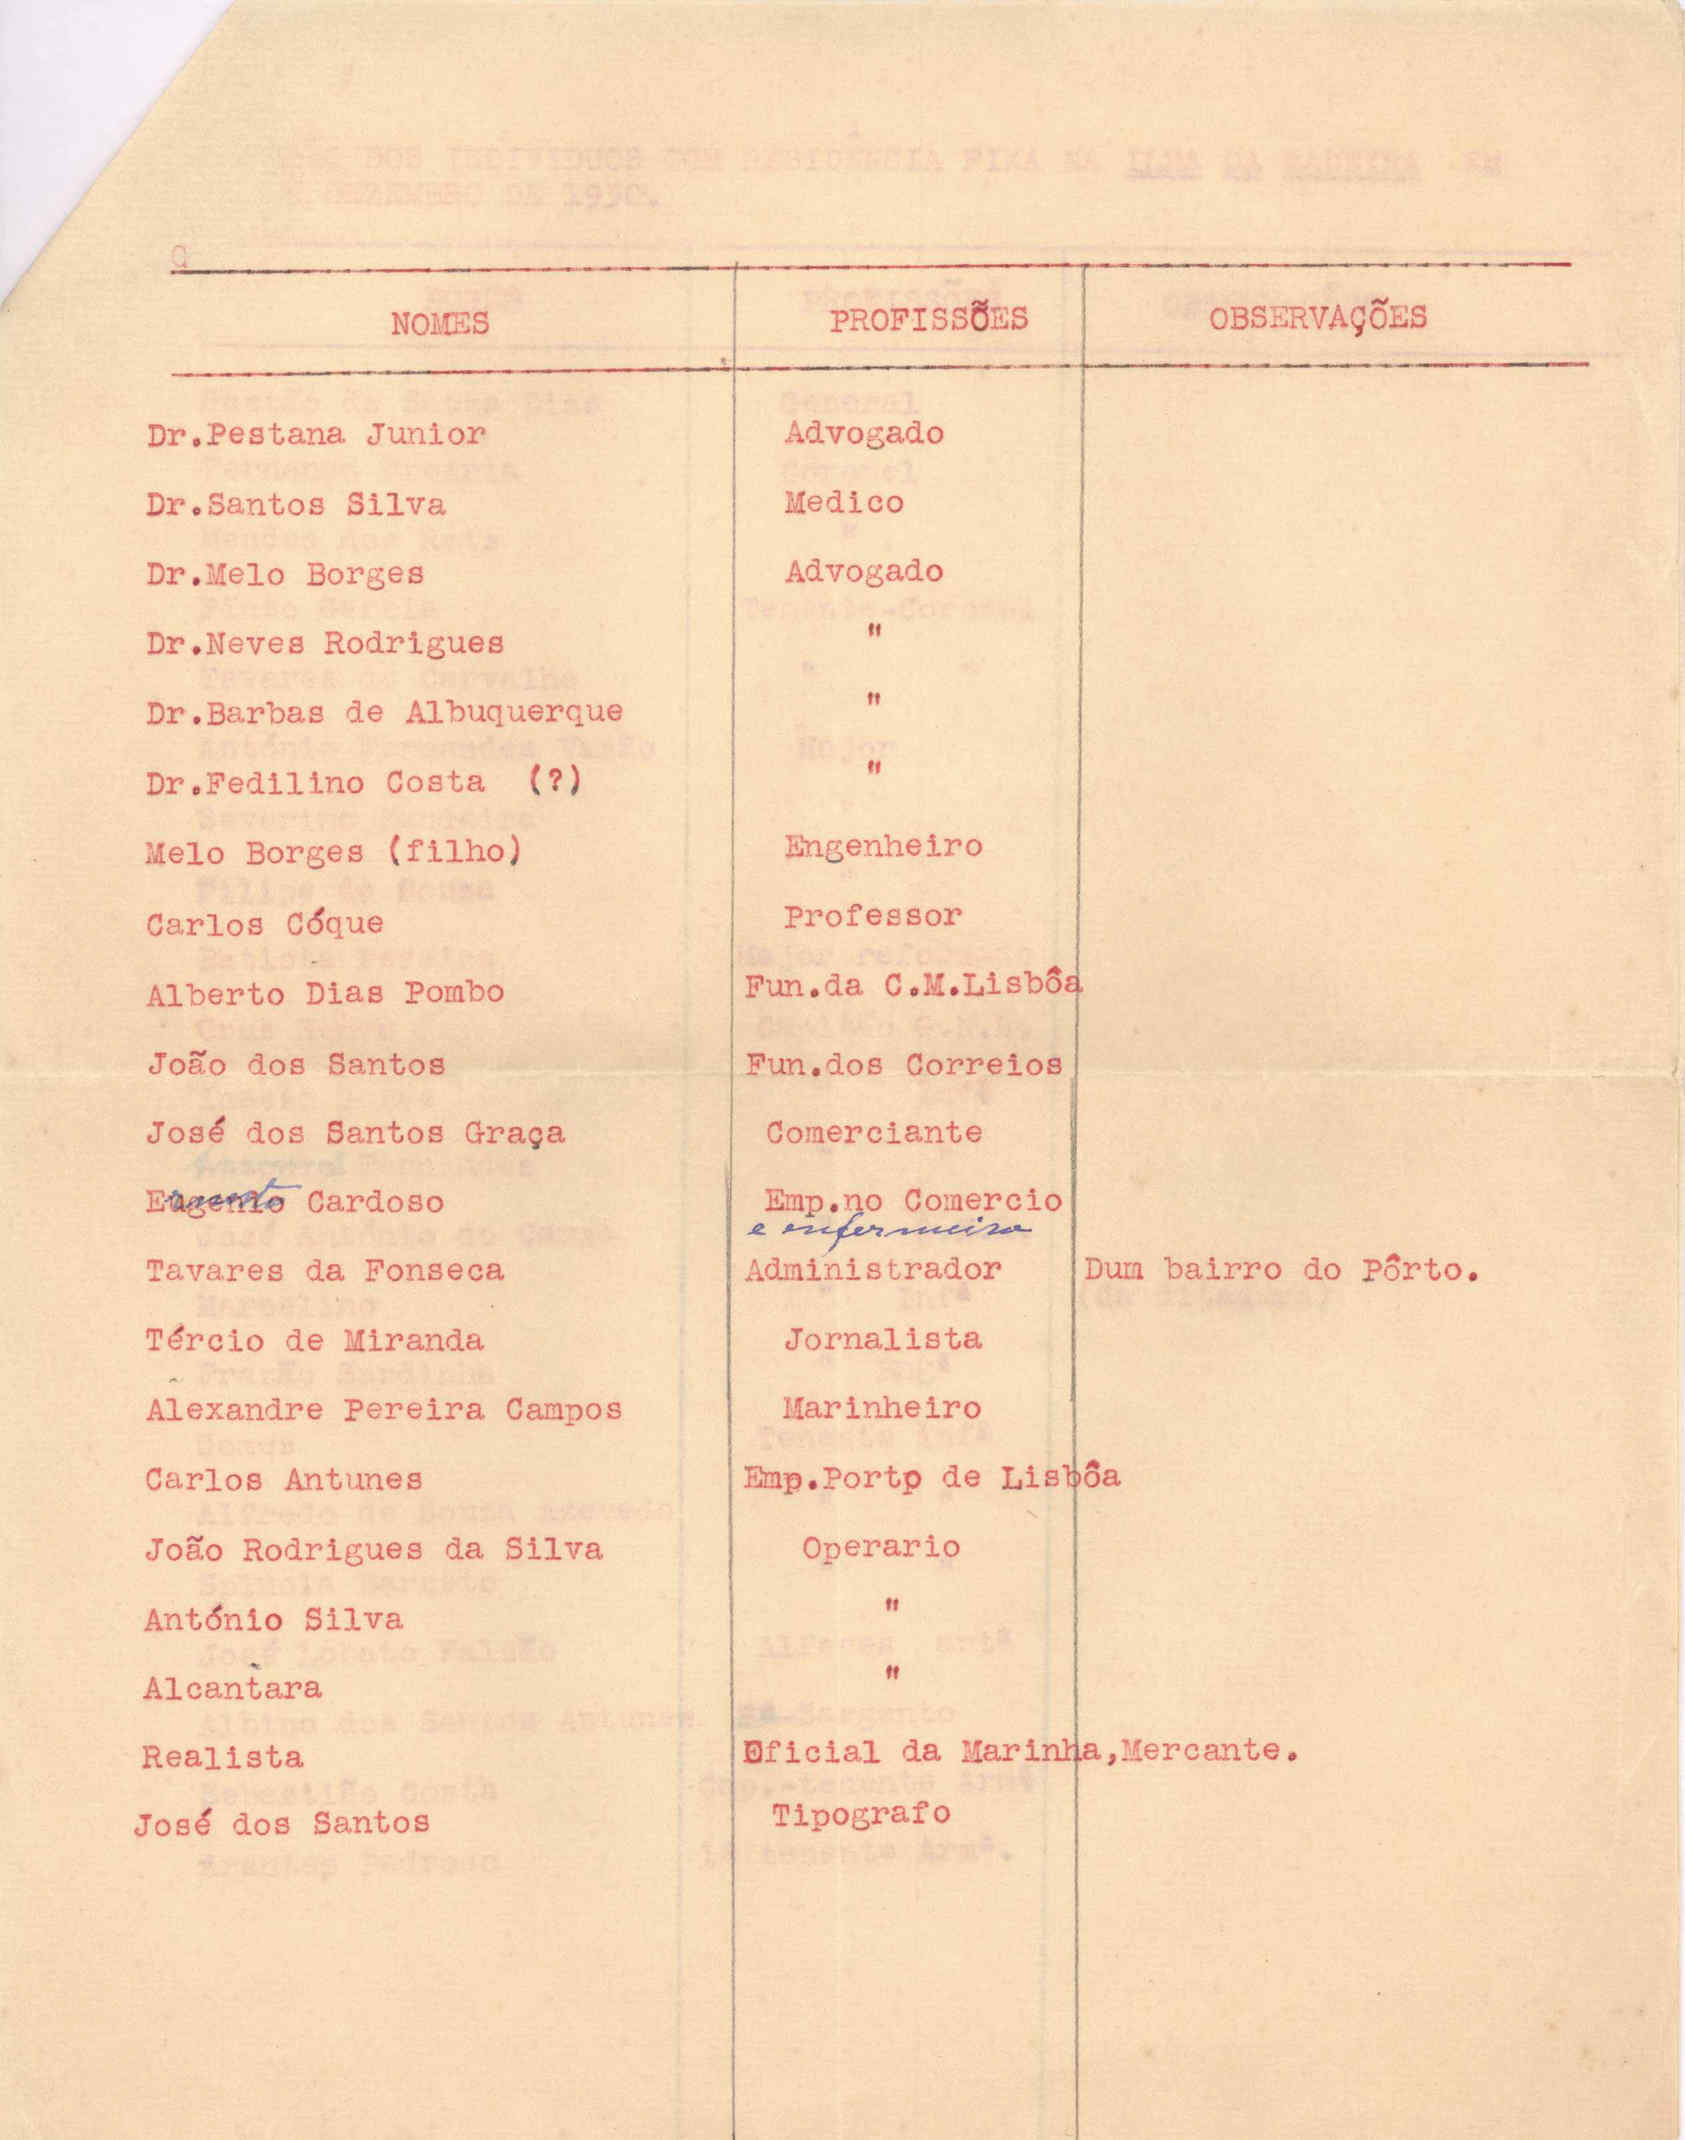 NOMES PROFISSÕES OBSERVAÇÕES
Dr.Pestana Junior Advogado
Dr.Santos Silva Medico
Dr.Melo Borges Advogado
Dr.Neves Rodrigues "
Dr.Barbas de Albuquerque "
Dr.Fedilino Costa (?) "
Melo Borges (filho) Engenheiro
Carlos Cóque Professor
Alberto Dias Pombo Fun.da C.M.Lisbôa
João dos Santos Fun.dos Correios
José dos Santos Graça Comerciante
Eugenio Cardoso Emp.no Comercio
e enfermeiro
Tavares da Fonseca Administrador Dum bairro do Pôrto.
Tércio de Miranda Jornalista
Alexandre Pereira Campos Marinheiro
Carlos Antunes Emp.Porto de Lisbôa
João Rodrigues da Silva Operario
António Silva "
Alcantara "
Realista Oficial da Marinha,Mercante.
José dos Santos Tipografo